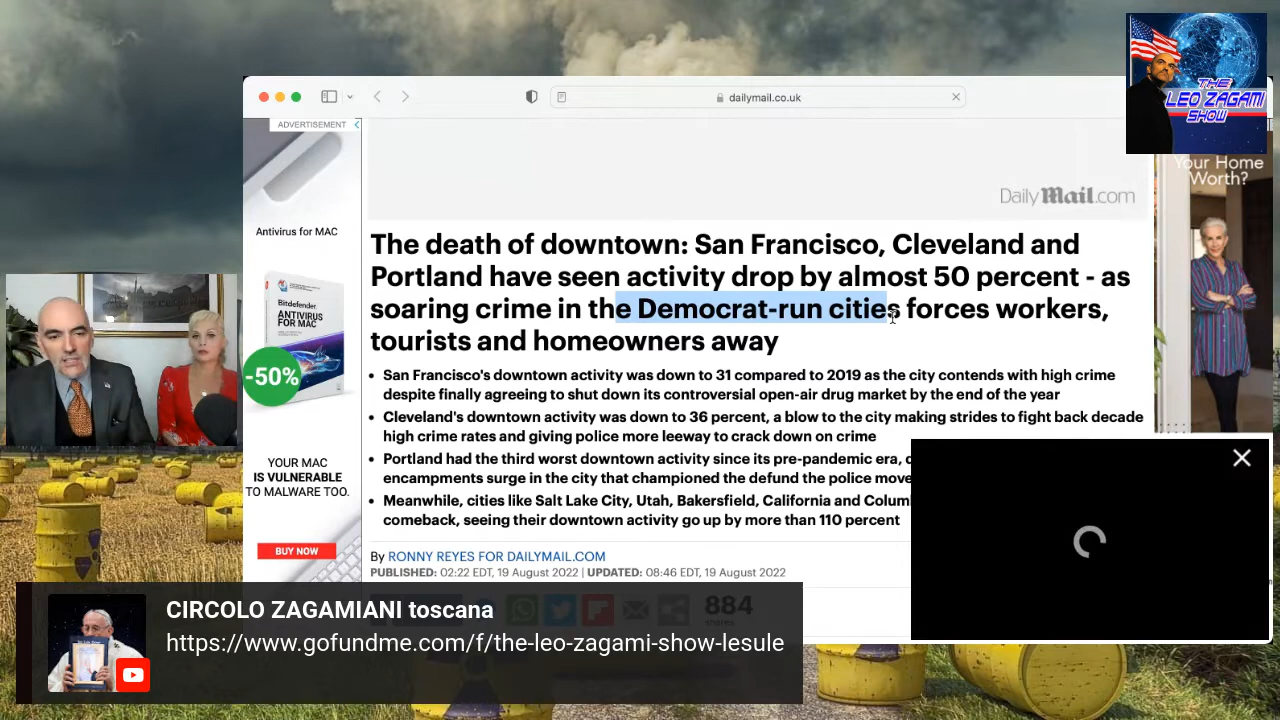 dailymail.co.uk
THE
LEO ZAGAMI
SHOW
ADVERTISEMENT
Your Home
Worth?
Daily Mail.com
Antivirus for MAC
The death of downtown: San Francisco, Cleveland and
Portland have seen activity drop by almost 50 percent - as
soaring crime in the Democrat-run cities forces workers,
tourists and homeowners away
Bitdefender
ANTIVIRUS
FOR MAC
-50%
• San Francisco's downtown activity was down to 31 compared to 2019 as the city contends with high crime
despite finally agreeing to shut down its controversial open-air drug market by the end of the year
• Cleveland's downtown activity was down to 36 percent, a blow to the city making strides to fight back decade
high crime rates and giving police more leeway to crack down on crime
• Portland had the third worst downtown activity since its pre-pandemic era,
encampments surge in the city that championed the defund the police move
• Meanwhile, cities like Salt Lake City, Utah, Bakersfield, California and Colum
comeback, seeing their downtown activity go up by more than 110 percent
YOUR MAC
IS VULNERABLE
TO MALWARE TOO.
BUY NOW
By RONNY REYES FOR DAILYMAIL.COM
PUBLISHED: 02:22 EDT, 19 August 2022 | UPDATED: 08:46 EDT, 19 August 2022
884
shares
CIRCOLO ZAGAMIANI toscana
https://www.gofundme.com/f/the-leo-zagami-show-lesule